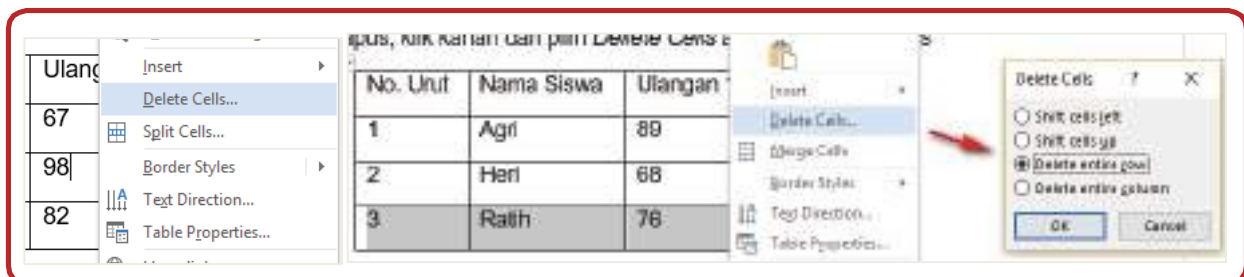 Ulang
67
98
82
Insert
Delete Cells...
Split Cells...
Border Styles
Text Direction...
Table Properties...
klik kanan dan pilih Delete Cells
No. Urut Nama Siswa Ulangan
1 Agri 89
2 Heri 68
3 Ratih 76
Insert
Delete Cells...
Merge Cells
Border Styles
Text Direction...
Table Properties...
Delete Cells ? X
Shift cells left
Shift cells up
Delete entire row
Delete entire column
OK Cancel